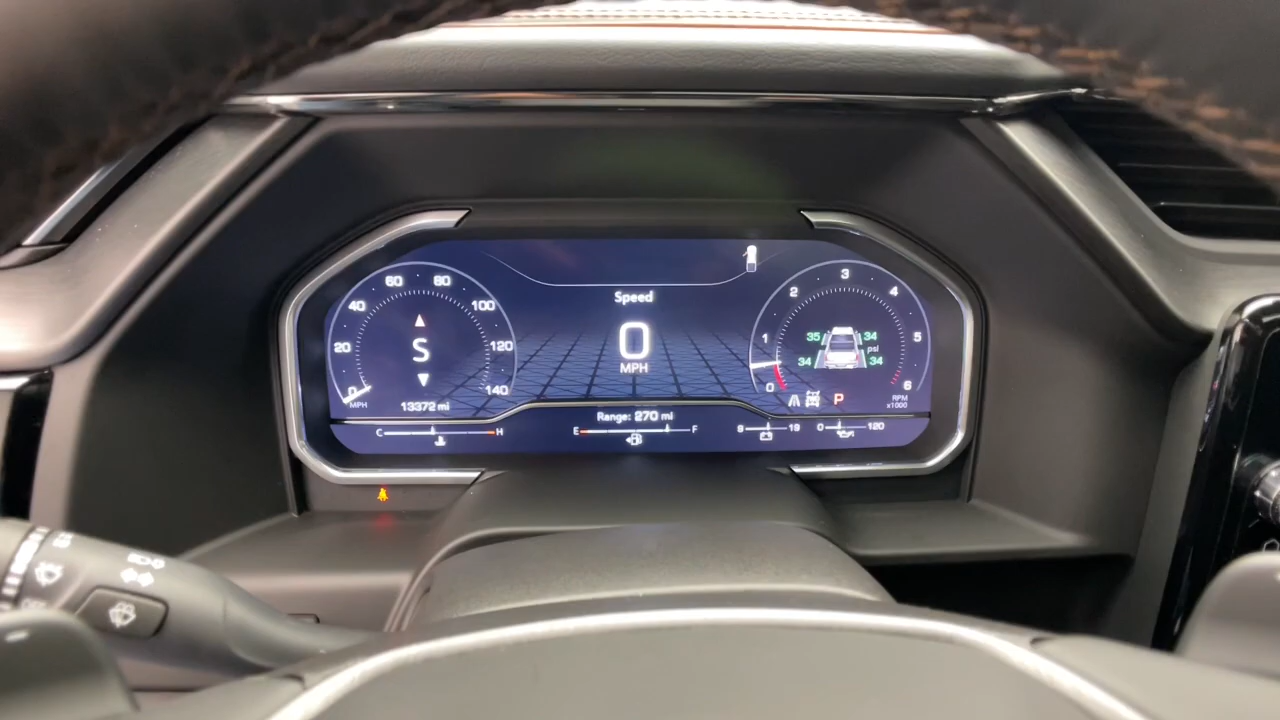 Speed
0
MPH
0
20
40
60
80
100
120
140
MPH
S
13372 mi
0
1
2
3
4
5
6
RPM
x1000
35 34
psi
34 34
P
Range: 270 mi
C H
E F
9 19
0 120